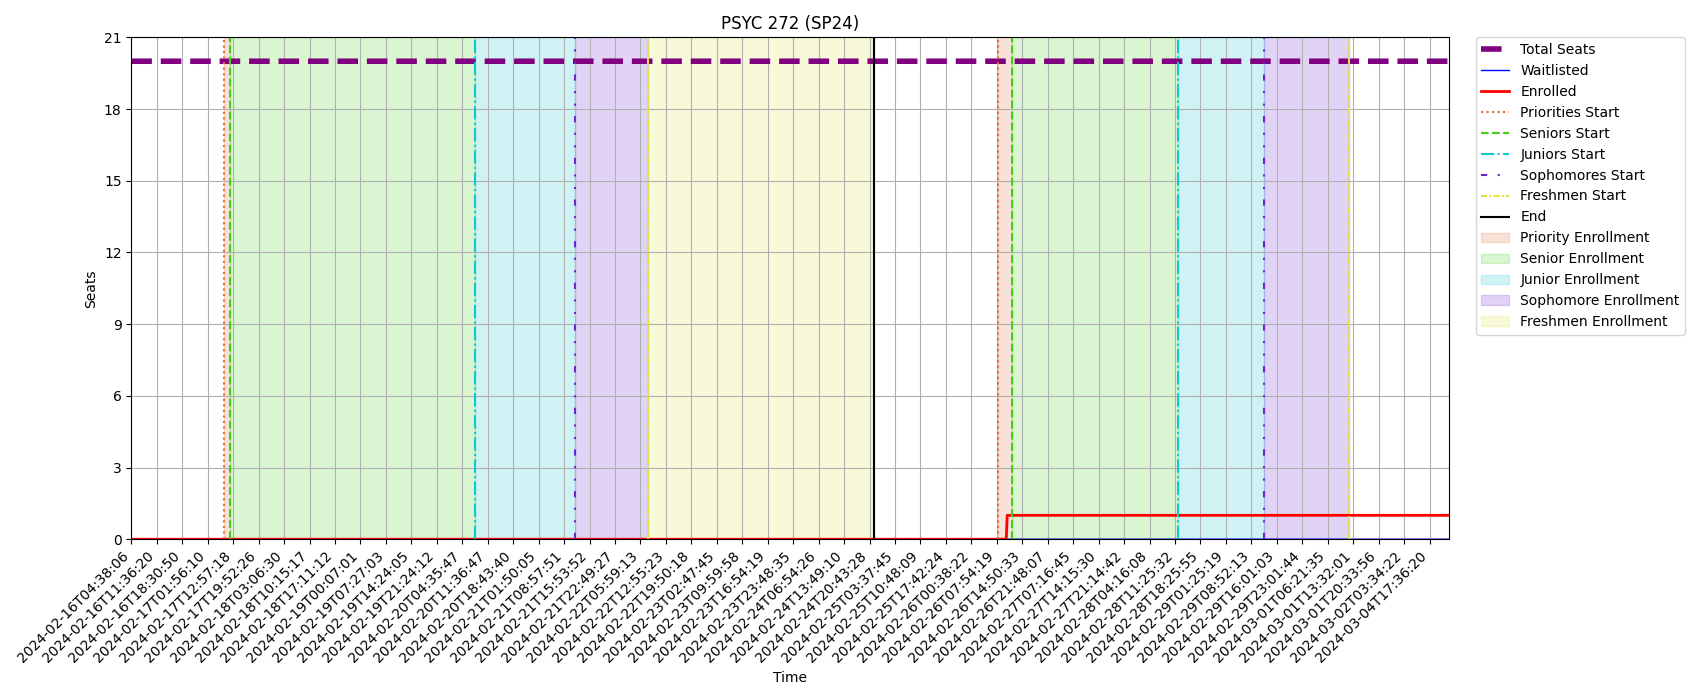 PSYC 272 (SP24)
21
18
15
12
9
6
3
0
Seats
2024-02-16T04:38:06
2024-02-16T11:36:20
2024-02-16T18:30:50
2024-02-17T01:56:10
2024-02-17T12:57:18
2024-02-17T19:52:26
2024-02-18T03:06:30
2024-02-18T10:15:17
2024-02-18T17:11:12
2024-02-19T00:07:01
2024-02-19T07:27:03
2024-02-19T14:24:05
2024-02-19T21:24:12
2024-02-20T04:35:47
2024-02-20T11:36:47
2024-02-20T18:43:40
2024-02-21T01:50:05
2024-02-21T08:57:51
2024-02-21T15:53:52
2024-02-21T22:49:27
2024-02-22T05:59:13
2024-02-22T12:55:23
2024-02-22T19:50:18
2024-02-23T02:47:45
2024-02-23T09:59:58
2024-02-23T16:54:19
2024-02-23T23:48:35
2024-02-24T06:54:26
2024-02-24T13:49:10
2024-02-24T20:43:28
2024-02-25T03:37:45
2024-02-25T10:48:09
2024-02-25T17:42:24
2024-02-26T00:38:22
2024-02-26T07:54:19
2024-02-26T14:50:33
2024-02-26T21:48:07
2024-02-27T07:16:45
2024-02-27T14:15:30
2024-02-27T21:14:42
2024-02-28T04:16:08
2024-02-28T11:25:32
2024-02-28T18:25:55
2024-02-29T01:25:19
2024-02-29T08:52:13
2024-02-29T16:01:03
2024-02-29T23:01:44
2024-03-01T06:21:35
2024-03-01T13:32:01
2024-03-01T20:33:56
2024-03-02T03:34:22
2024-03-04T17:36:20
Time
Total Seats
Waitlisted
Enrolled
Priorities Start
Seniors Start
Juniors Start
Sophomores Start
Freshmen Start
End
Priority Enrollment
Senior Enrollment
Junior Enrollment
Sophomore Enrollment
Freshmen Enrollment